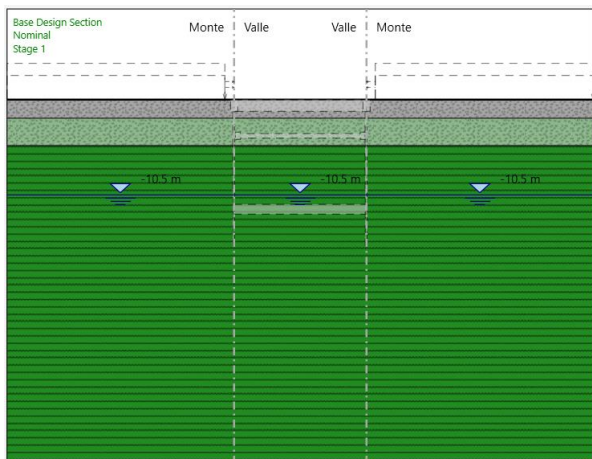 Base Design Section
Nominal
Stage 1
Monte Valle Valle Monte
-10.5 m -10.5 m -10.5 m